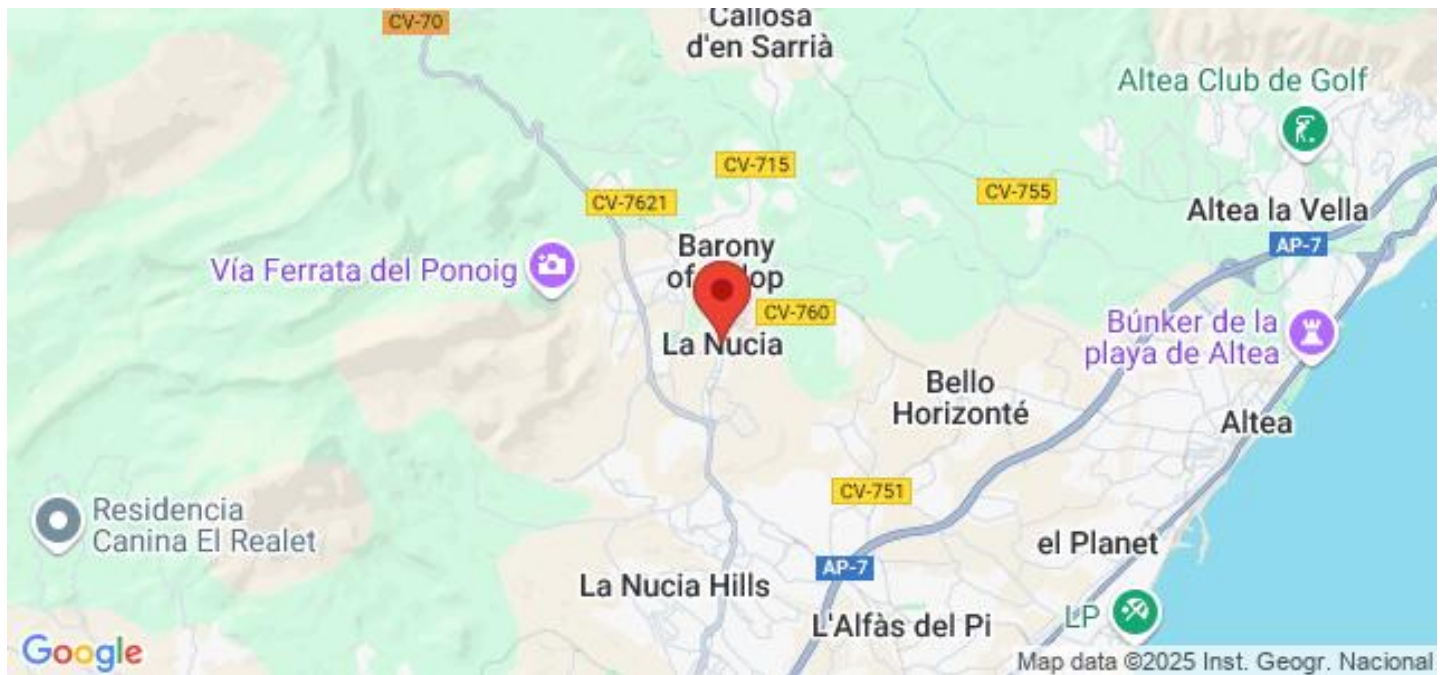 CV-70
Callosa
d'en Sarrià
Altea Club de Golf
CV-715
CV-755
CV-7621
Altea la Vella
AP-7
Barony
Vía Ferrata del Ponoig
CV-760
La Nucia
Búnker de la
playa de Altea
Bello
Horizonté
Altea
CV-751
Residencia
Canina El Realet
el Planet
AP-7
La Nucia Hills
L'Alfàs del Pi
LP
Google
Map data ©2025 Inst. Geogr. Nacional